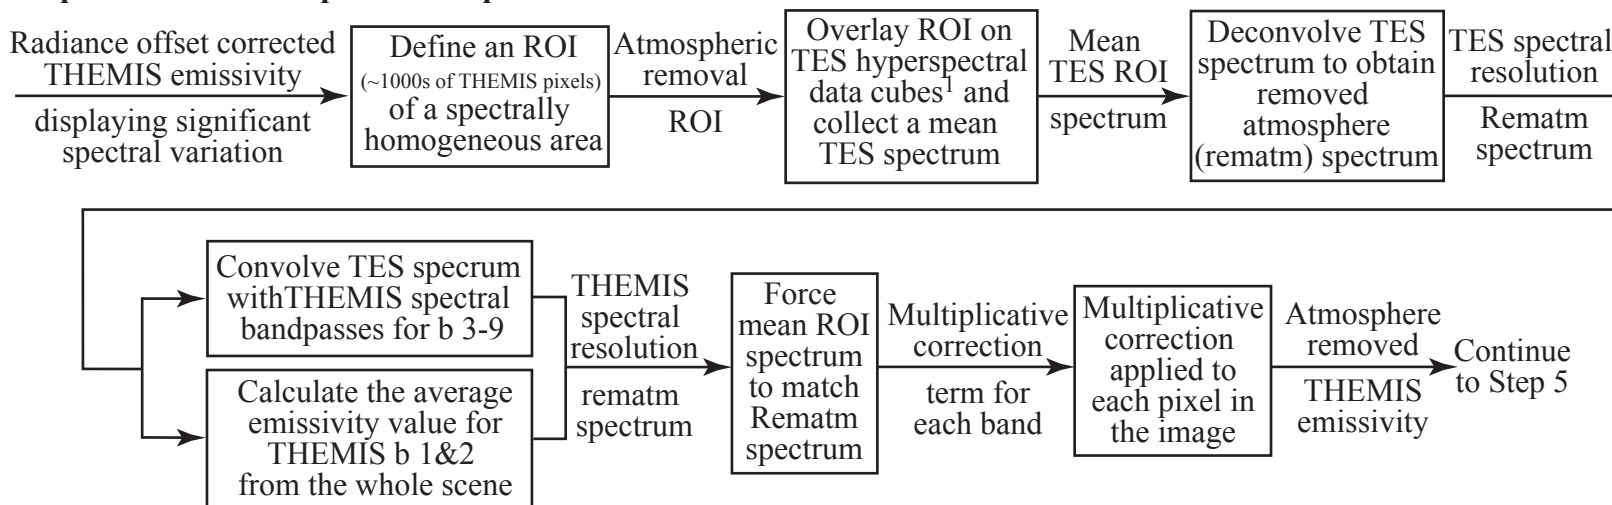 Radiance offset corrected
THEMIS emissivity
displaying significant
spectral variation
Define an ROI
(~1000s of THEMIS pixels)
of a spectrally
homogeneous area
Atmospheric
removal
ROI
Overlay ROI on
TES hyperspectral
data cubes1 and
collect a mean
TES spectrum
Mean
TES ROI
spectrum
Deconvolve TES
spectrum to obtain
removed
atmosphere
(rematm) spectrum
TES spectral
resolution
Rematm
spectrum
Convolve TES specrum
withTHEMIS spectral
bandpasses for b 3-9
Calculate the average
emissivity value for
THEMIS b 1&2
from the whole scene
THEMIS
spectral
resolution
rematm
spectrum
Force
mean ROI
spectrum
to match
Rematm
spectrum
Multiplicative
correction
term for
each band
Multiplicative
correction
applied to
each pixel in
the image
Atmosphere
removed
THEMIS
emissivity
Continue
to Step 5